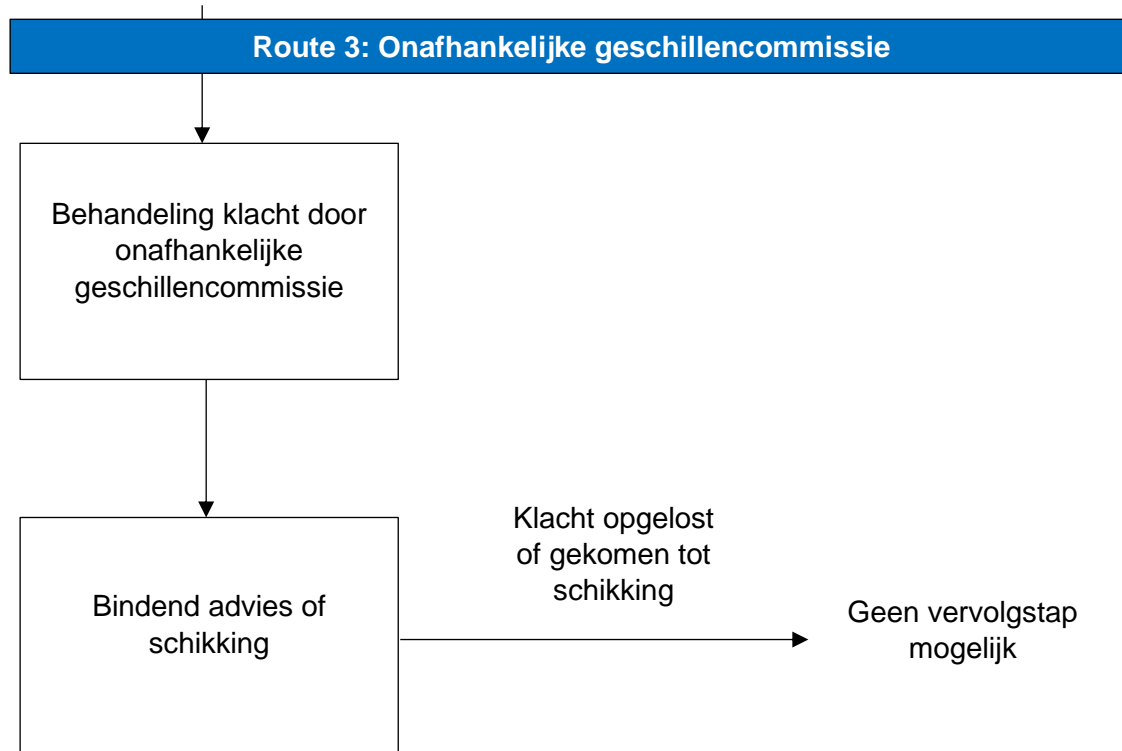 Route 3: Onafhankelijke geschillencommissie
Behandeling klacht door
onafhankelijke
geschillencommissie
Klacht opgelost
of gekomen tot
schikking
Bindend advies of
schikking
Geen vervolgstap
mogelijk